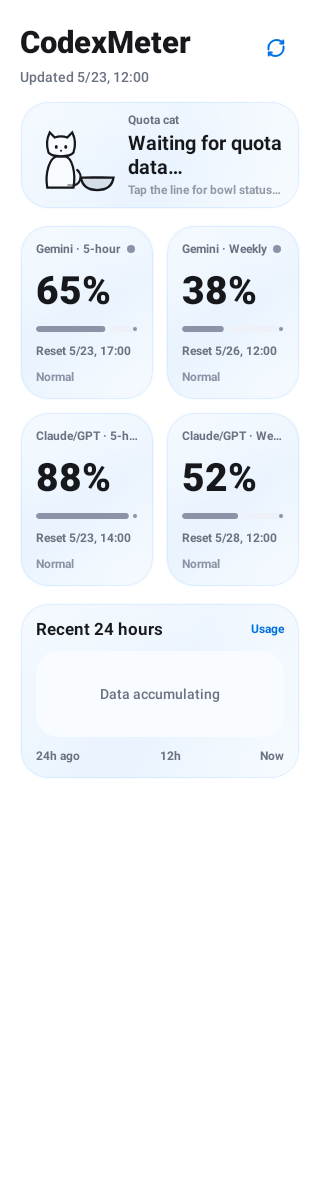 CodexMeter
Updated 5/23, 12:00
Quota cat
Waiting for quota
data…
Tap the line for bowl status…
Gemini · 5-hour
65%
Reset 5/23, 17:00
Normal
Gemini · Weekly
38%
Reset 5/26, 12:00
Normal
Claude/GPT · 5-h…
88%
Reset 5/23, 14:00
Normal
Claude/GPT · We…
52%
Reset 5/28, 12:00
Normal
Recent 24 hours
Usage
Data accumulating
24h ago
12h
Now